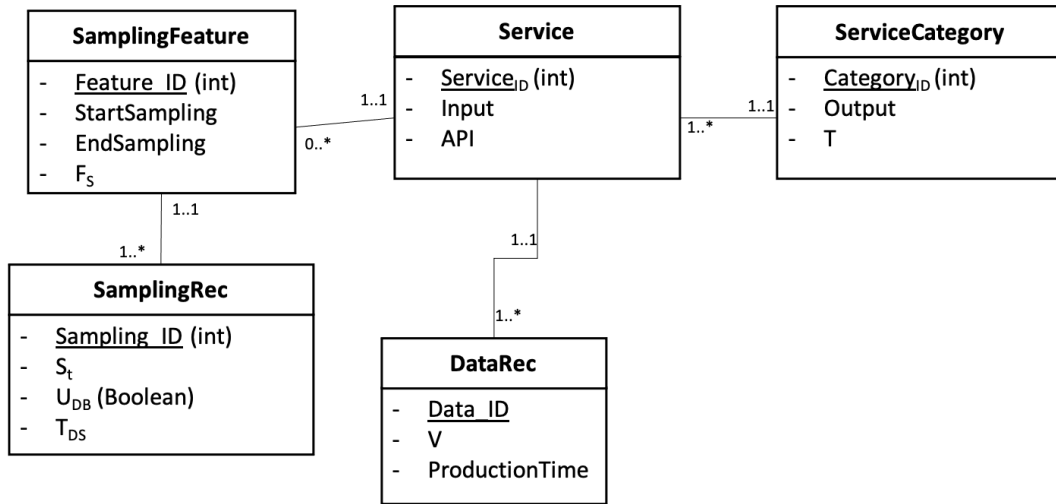 SamplingFeature
- Feature_ID (int)
- StartSampling
- EndSampling
- FS
1..1
0..*
Service
- ServiceID (int)
- Input
- API
1..1
1..*
ServiceCategory
- CategoryID (int)
- Output
- T
1..1
1..*
SamplingRec
- Sampling_ID (int)
- St
- UDB (Boolean)
- TDS
1..1
1..*
DataRec
- Data_ID
- V
- ProductionTime